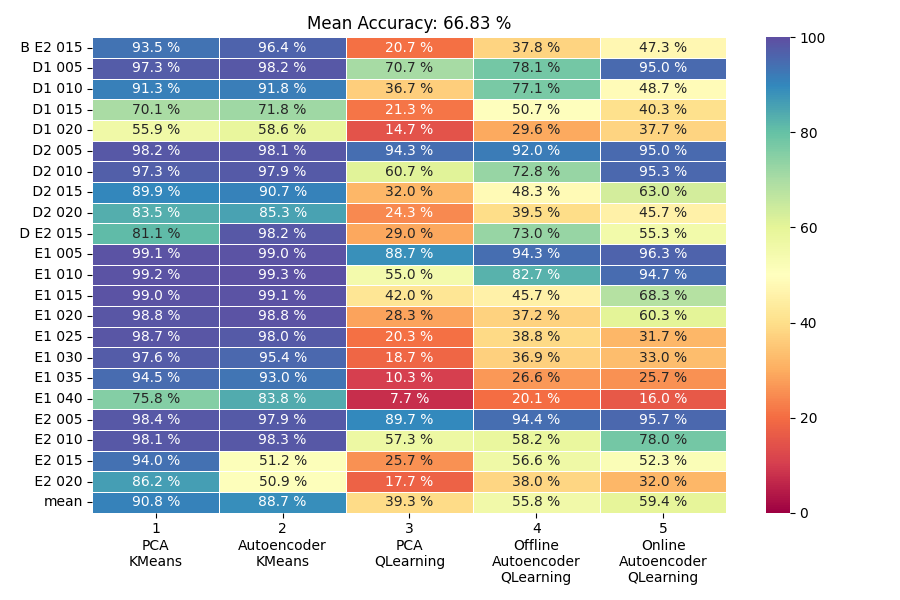 Mean Accuracy: 66.83 %
B E2 015 93.5 % 96.4 % 20.7 % 37.8 % 47.3 % 100
D1 005 97.3 % 98.2 % 70.7 % 78.1 % 95.0 %
D1 010 91.3 % 91.8 % 36.7 % 77.1 % 48.7 %
D1 015 70.1 % 71.8 % 21.3 % 50.7 % 40.3 %
D1 020 55.9 % 58.6 % 14.7 % 29.6 % 37.7 % 80
D2 005 98.2 % 98.1 % 94.3 % 92.0 % 95.0 %
D2 010 97.3 % 97.9 % 60.7 % 72.8 % 95.3 %
D2 015 89.9 % 90.7 % 32.0 % 48.3 % 63.0 %
D2 020 83.5 % 85.3 % 24.3 % 39.5 % 45.7 %
D E2 015 81.1 % 98.2 % 29.0 % 73.0 % 55.3 % 60
E1 005 99.1 % 99.0 % 88.7 % 94.3 % 96.3 %
E1 010 99.2 % 99.3 % 55.0 % 82.7 % 94.7 %
E1 015 99.0 % 99.1 % 42.0 % 45.7 % 68.3 %
E1 020 98.8 % 98.8 % 28.3 % 37.2 % 60.3 % 40
E1 025 98.7 % 98.0 % 20.3 % 38.8 % 31.7 %
E1 030 97.6 % 95.4 % 18.7 % 36.9 % 33.0 %
E1 035 94.5 % 93.0 % 10.3 % 26.6 % 25.7 %
E1 040 75.8 % 83.8 % 7.7 % 20.1 % 16.0 %
E2 005 98.4 % 97.9 % 89.7 % 94.4 % 95.7 % 20
E2 010 98.1 % 98.3 % 57.3 % 58.2 % 78.0 %
E2 015 94.0 % 51.2 % 25.7 % 56.6 % 52.3 %
E2 020 86.2 % 50.9 % 17.7 % 38.0 % 32.0 %
mean 90.8 % 88.7 % 39.3 % 55.8 % 59.4 % 0
1 2 3 4 5
PCA Autoencoder PCA Offline Online
KMeans KMeans QLearning Autoencoder Autoencoder
QLearning QLearning